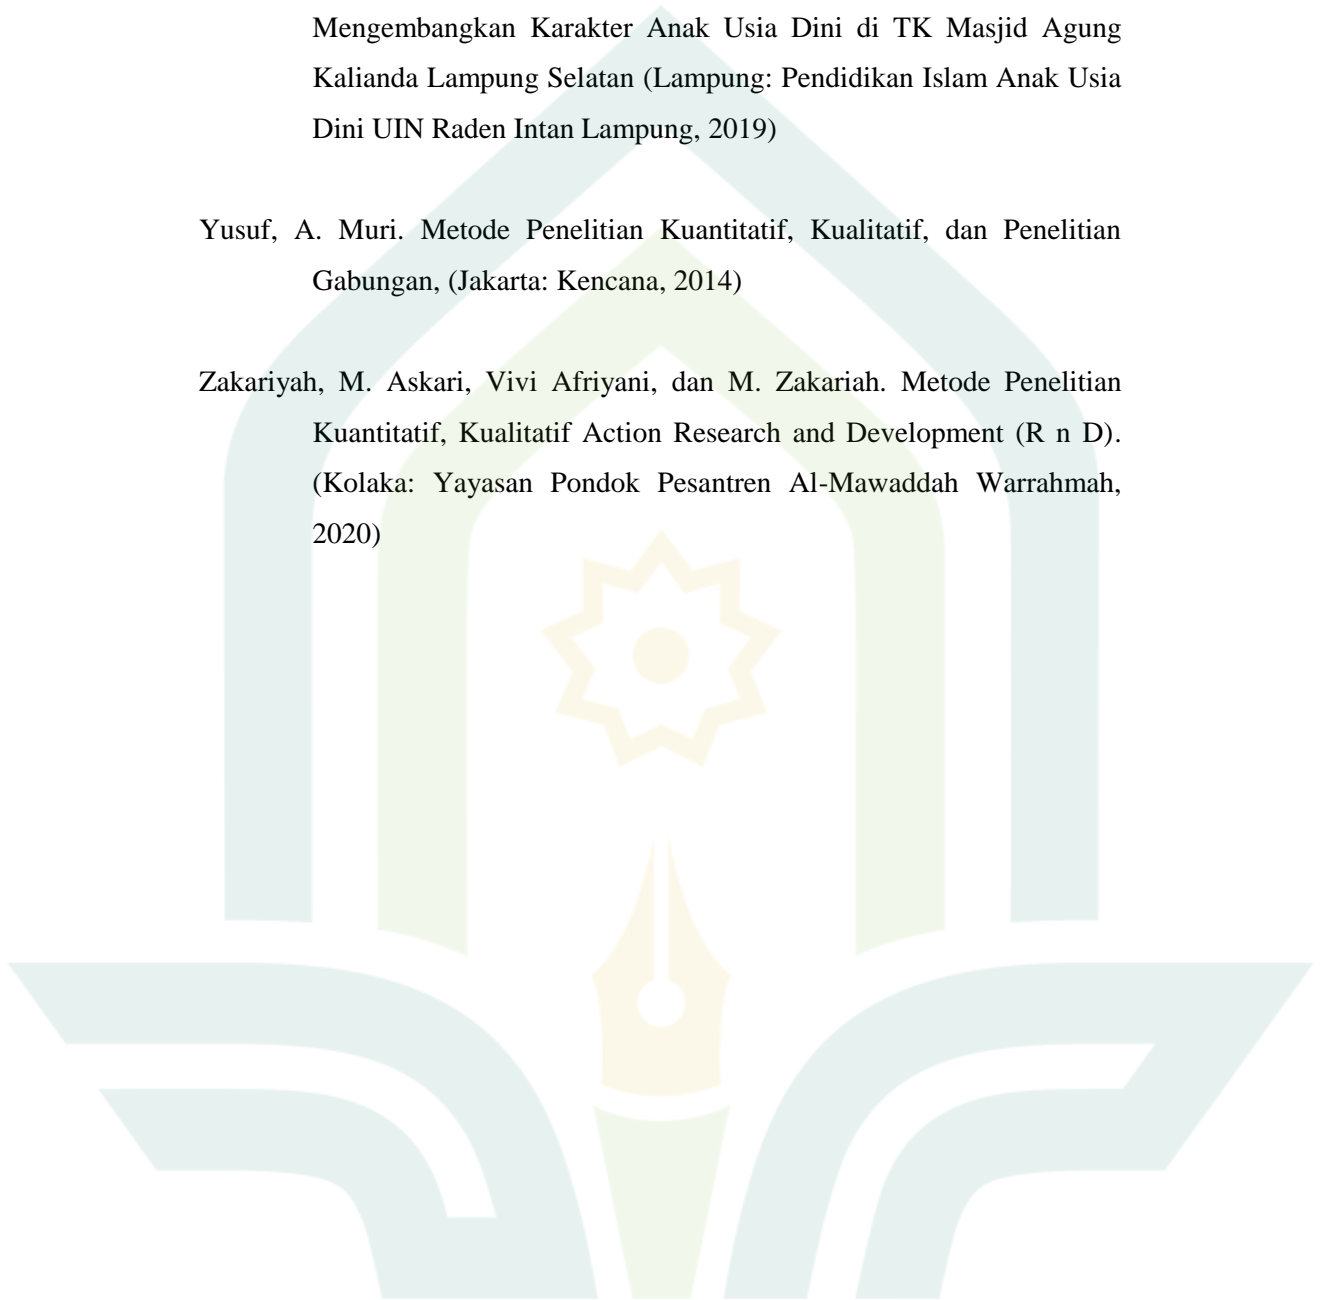 Mengembangkan Karakter Anak Usia Dini di TK Masjid Agung
Kalianda Lampung Selatan (Lampung: Pendidikan Islam Anak Usia
Dini UIN Raden Intan Lampung, 2019)
Yusuf, A. Muri. Metode Penelitian Kuantitatif, Kualitatif, dan Penelitian
Gabungan, (Jakarta: Kencana, 2014)
Zakariyah, M. Askari, Vivi Afriyani, dan M. Zakariah. Metode Penelitian
Kuantitatif, Kualitatif Action Research and Development (R n D).
(Kolaka: Yayasan Pondok Pesantren Al-Mawaddah Warrahmah,
2020)